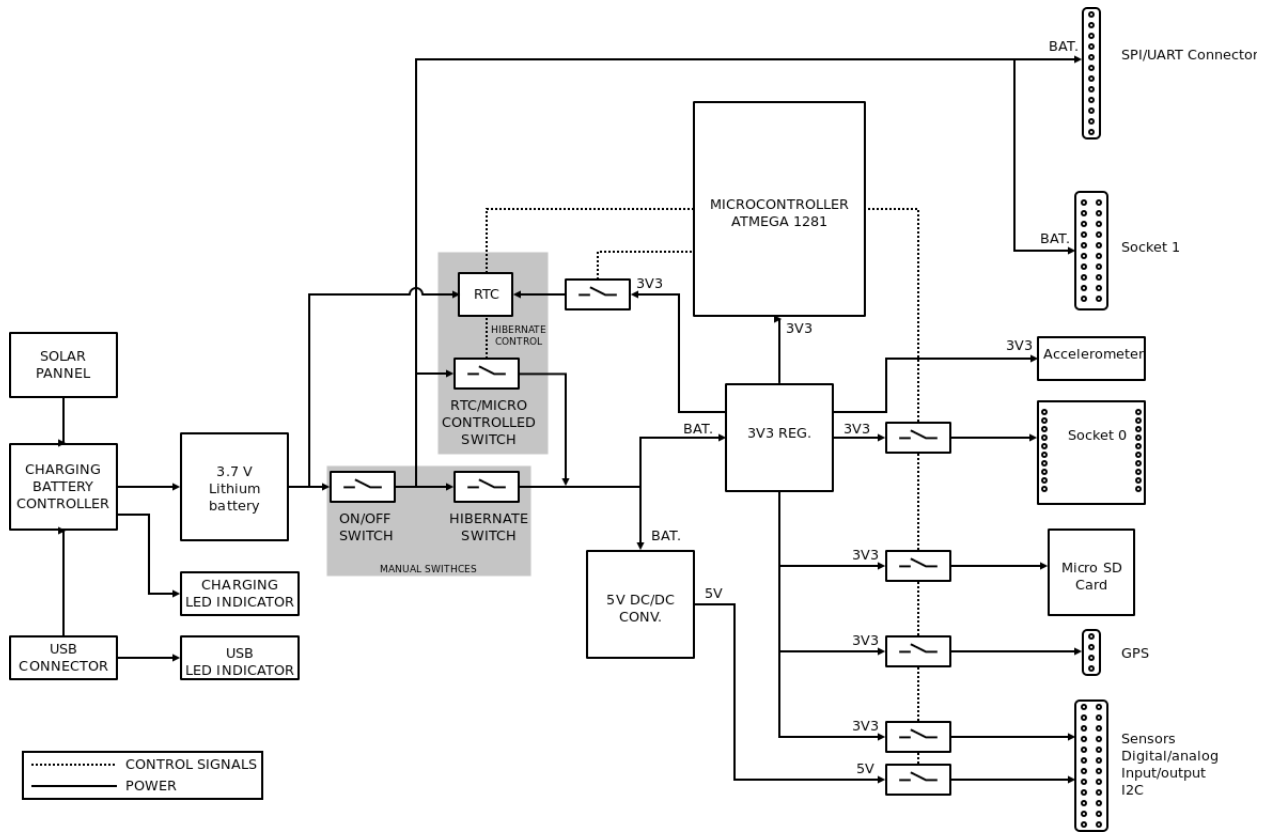 BAT.
SPI/UART Connector
MICROCONTROLLER
ATMEGA 1281
BAT.
Socket 1
RTC
3V3
HIBERNATE
CONTROL
3V3
SOLAR
PANNEL
3V3
Accelerometer
RTC/MICRO
CONTROLLED
SWITCH
BAT.
3V3 REG.
3V3
Socket 0
CHARGING
BATTERY
CONTROLLER
3.7 V
Lithium
battery
ON/OFF
SWITCH
HIBERNATE
SWITCH
MANUAL SWITHCES
BAT.
5V DC/DC
CONV.
5V
3V3
Micro SD
Card
CHARGING
LED INDICATOR
USB
CONNECTOR
USB
LED INDICATOR
3V3
GPS
3V3
5V
Sensors
Digital/analog
Input/output
I2C
CONTROL SIGNALS
POWER